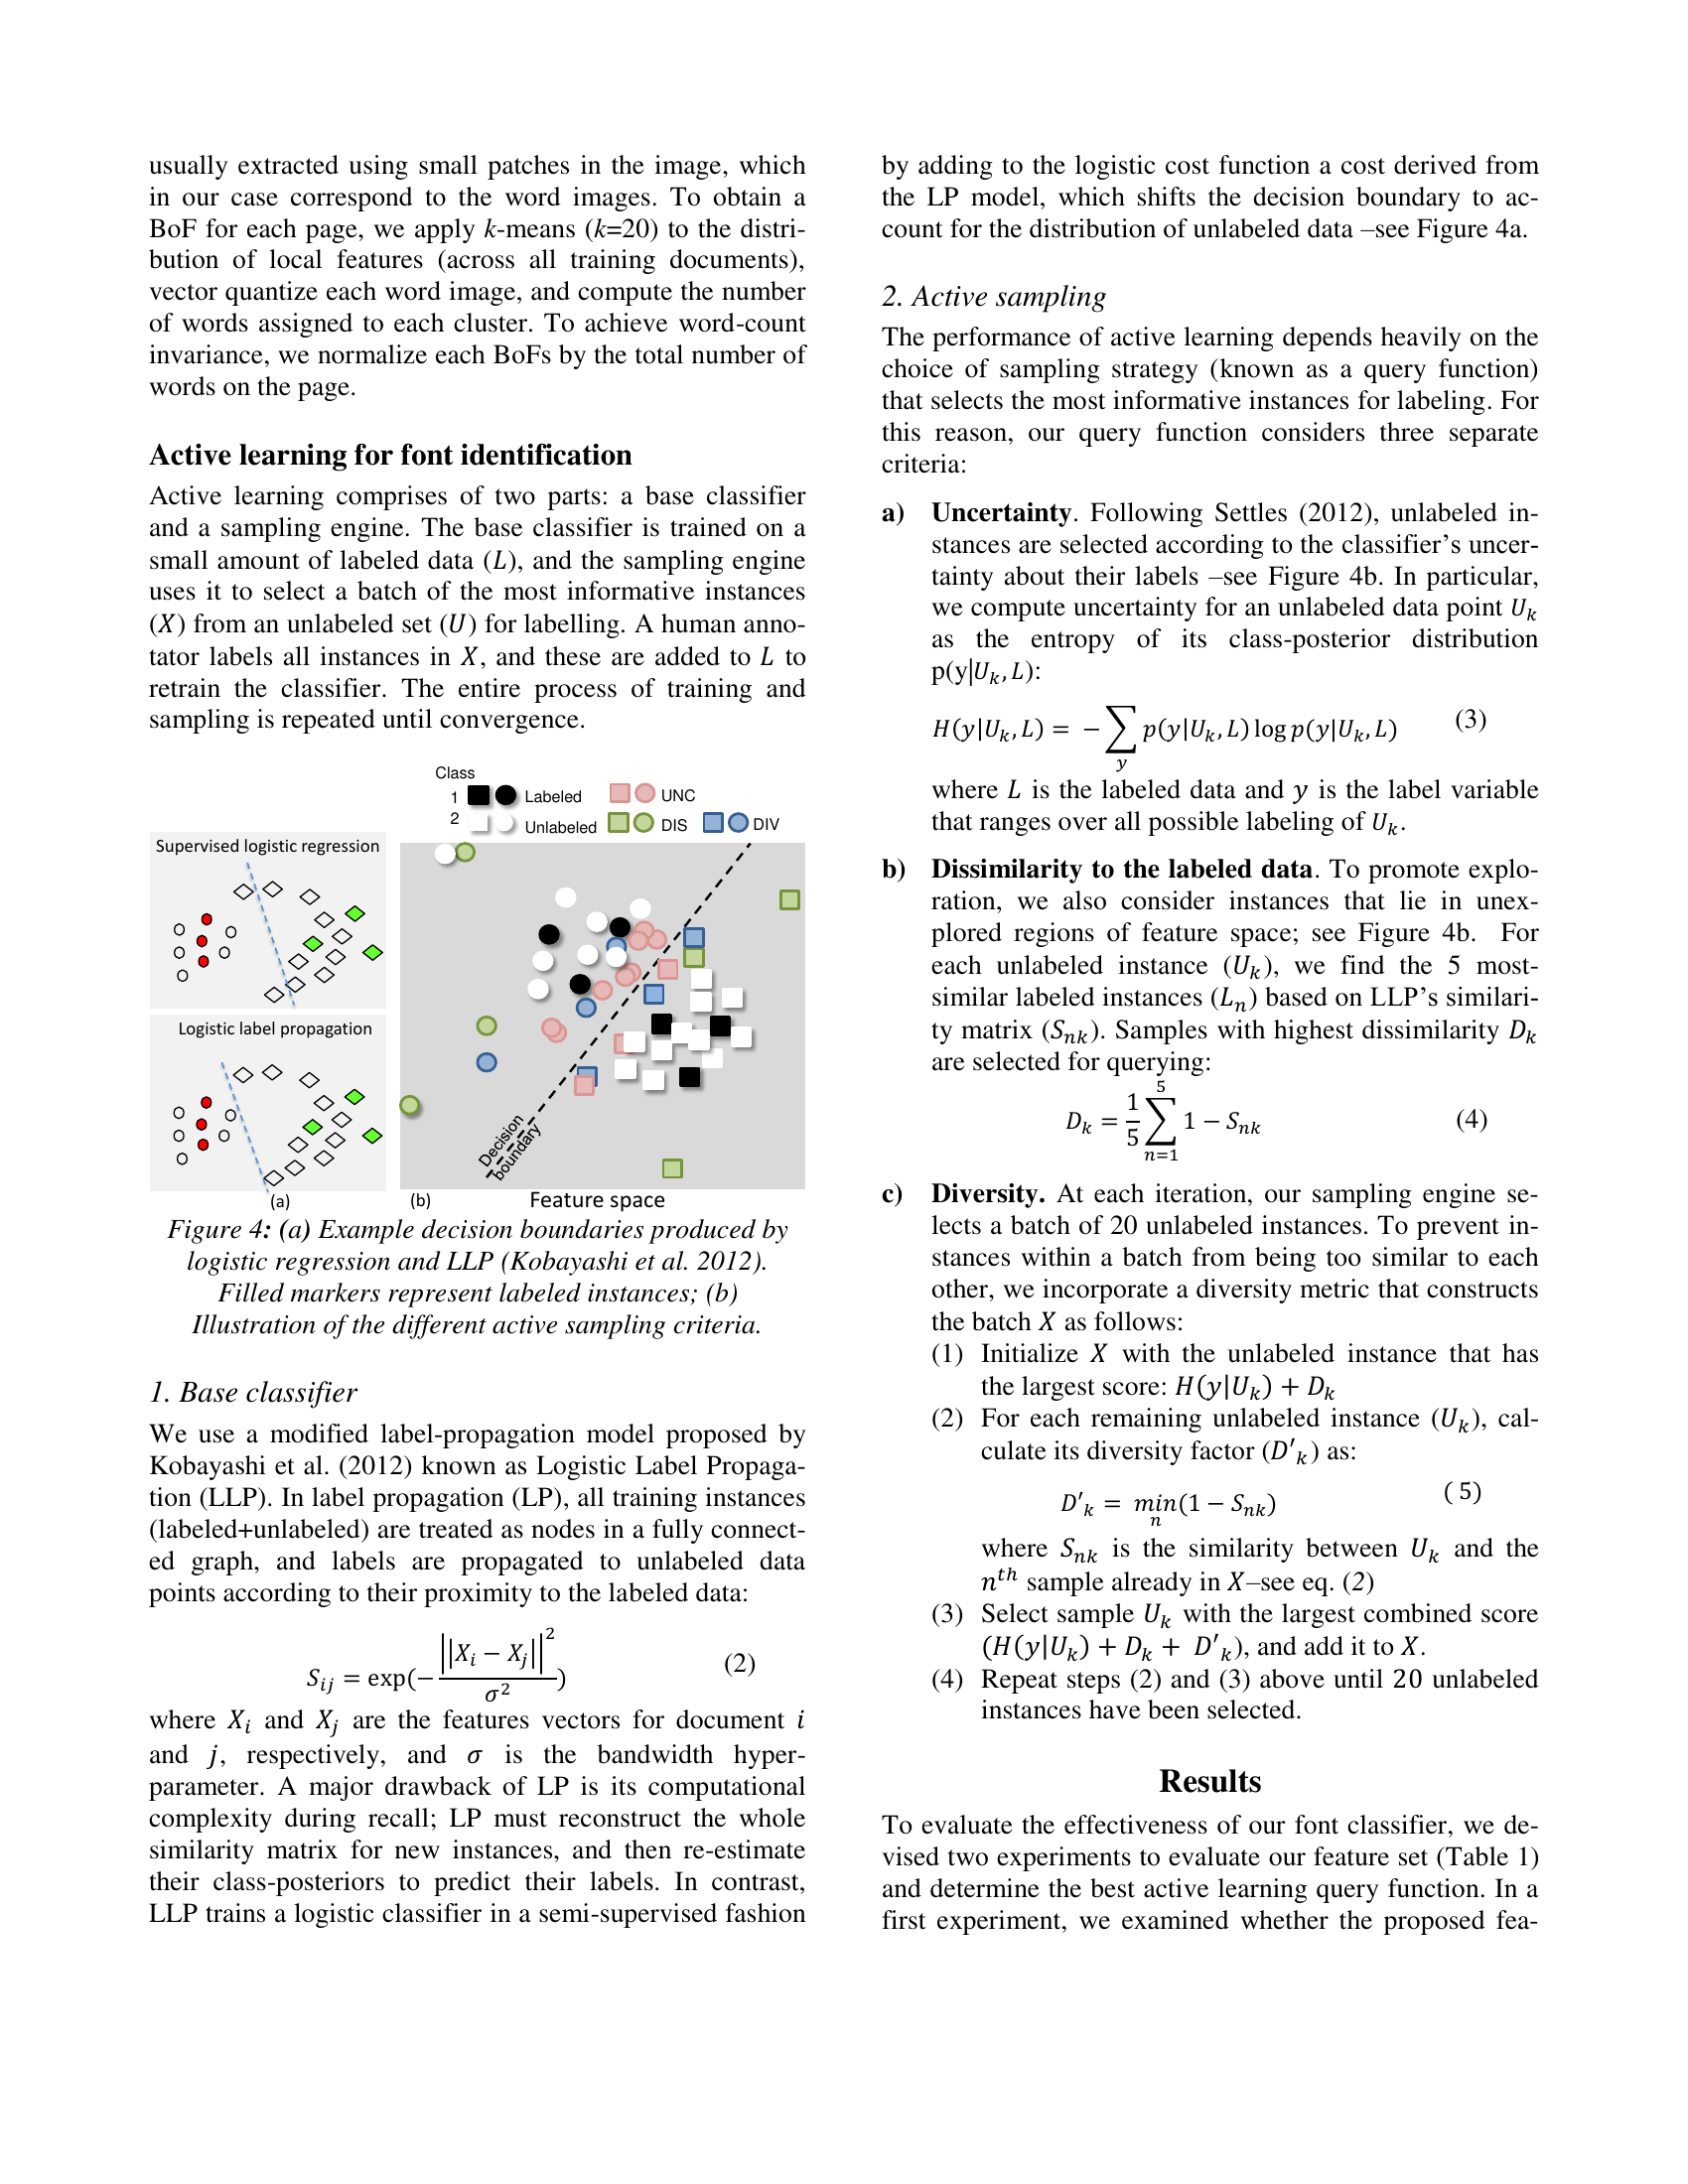 usually extracted using small patches in the image, which
in our case correspond to the word images. To obtain a
BoF for each page, we apply k-means (k=20) to the distri-
bution of local features (across all training documents),
vector quantize each word image, and compute the number
of words assigned to each cluster. To achieve word-count
invariance, we normalize each BoFs by the total number of
words on the page.
Active learning for font identification
Active learning comprises of two parts: a base classifier
and a sampling engine. The base classifier is trained on a
small amount of labeled data (L), and the sampling engine
uses it to select a batch of the most informative instances
(X) from an unlabeled set (U) for labelling. A human anno-
tator labels all instances in X, and these are added to L to
retrain the classifier. The entire process of training and
sampling is repeated until convergence.
Class
1 Labeled UNC
2 Unlabeled DIS DIV
Supervised logistic regression
Logistic label propagation
Decision
boundary
(a)
(b) Feature space
Figure 4: (a) Example decision boundaries produced by
logistic regression and LLP (Kobayashi et al. 2012).
Filled markers represent labeled instances; (b)
Illustration of the different active sampling criteria.
1. Base classifier
We use a modified label-propagation model proposed by
Kobayashi et al. (2012) known as Logistic Label Propaga-
tion (LLP). In label propagation (LP), all training instances
(labeled+unlabeled) are treated as nodes in a fully connect-
ed graph, and labels are propagated to unlabeled data
points according to their proximity to the labeled data:
S_{ij} = exp(− ||X_i − X_j||² / σ²) (2)
where X_i and X_j are the features vectors for document i
and j, respectively, and σ is the bandwidth hyper-
parameter. A major drawback of LP is its computational
complexity during recall; LP must reconstruct the whole
similarity matrix for new instances, and then re-estimate
their class-posteriors to predict their labels. In contrast,
LLP trains a logistic classifier in a semi-supervised fashion
by adding to the logistic cost function a cost derived from
the LP model, which shifts the decision boundary to ac-
count for the distribution of unlabeled data –see Figure 4a.
2. Active sampling
The performance of active learning depends heavily on the
choice of sampling strategy (known as a query function)
that selects the most informative instances for labeling. For
this reason, our query function considers three separate
criteria:
a) Uncertainty. Following Settles (2012), unlabeled in-
stances are selected according to the classifier's uncer-
tainty about their labels –see Figure 4b. In particular,
we compute uncertainty for an unlabeled data point U_k
as the entropy of its class-posterior distribution
p(y|U_k, L):
H(y|U_k, L) = − ∑_y p(y|U_k, L) log p(y|U_k, L) (3)
where L is the labeled data and y is the label variable
that ranges over all possible labeling of U_k.
b) Dissimilarity to the labeled data. To promote explo-
ration, we also consider instances that lie in unex-
plored regions of feature space; see Figure 4b. For
each unlabeled instance (U_k), we find the 5 most-
similar labeled instances (L_n) based on LLP's similari-
ty matrix (S_{nk}). Samples with highest dissimilarity D_k
are selected for querying:
D_k = 1/5 ∑_{n=1}^{5} 1 − S_{nk} (4)
c) Diversity. At each iteration, our sampling engine se-
lects a batch of 20 unlabeled instances. To prevent in-
stances within a batch from being too similar to each
other, we incorporate a diversity metric that constructs
the batch X as follows:
(1) Initialize X with the unlabeled instance that has
the largest score: H(y|U_k) + D_k
(2) For each remaining unlabeled instance (U_k), cal-
culate its diversity factor (D'_k) as:
D'_k = min_n(1 − S_{nk}) ( 5)
where S_{nk} is the similarity between U_k and the
n^{th} sample already in X–see eq. (2)
(3) Select sample U_k with the largest combined score
(H(y|U_k) + D_k + D'_k), and add it to X.
(4) Repeat steps (2) and (3) above until 20 unlabeled
instances have been selected.
Results
To evaluate the effectiveness of our font classifier, we de-
vised two experiments to evaluate our feature set (Table 1)
and determine the best active learning query function. In a
first experiment, we examined whether the proposed fea-